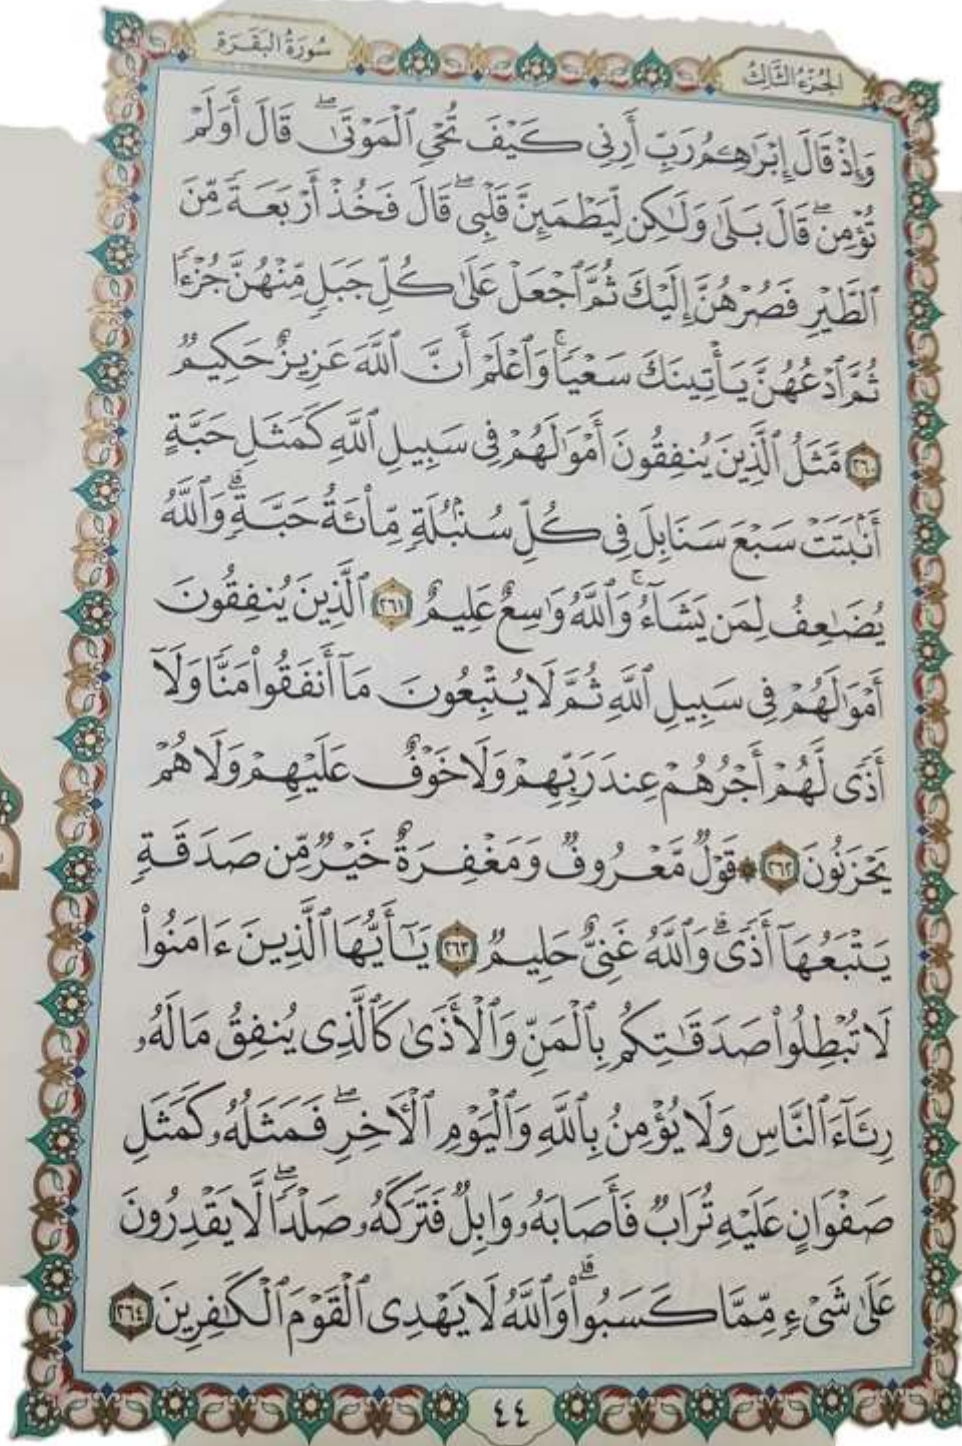 سُورَةُ البَقَرَةِ
الجُزْءُ الثَّالِثُ
وَإِذْ قَالَ إِبْرَٰهِـۧمُ رَبِّ أَرِنِى كَيْفَ تُحْىِ ٱلْمَوْتَىٰ ۖ قَالَ أَوَلَمْ
تُؤْمِن ۖ قَالَ بَلَىٰ وَلَـٰكِن لِّيَطْمَئِنَّ قَلْبِى ۖ قَالَ فَخُذْ أَرْبَعَةً مِّنَ
ٱلطَّيْرِ فَصُرْهُنَّ إِلَيْكَ ثُمَّ ٱجْعَلْ عَلَىٰ كُلِّ جَبَلٍ مِّنْهُنَّ جُزْءًا
ثُمَّ ٱدْعُهُنَّ يَأْتِينَكَ سَعْيًا ۚ وَٱعْلَمْ أَنَّ ٱللَّهَ عَزِيزٌ حَكِيمٌ
٢٦٠ مَّثَلُ ٱلَّذِينَ يُنفِقُونَ أَمْوَٰلَهُمْ فِى سَبِيلِ ٱللَّهِ كَمَثَلِ حَبَّةٍ
أَنۢبَتَتْ سَبْعَ سَنَابِلَ فِى كُلِّ سُنۢبُلَةٍ مِّا۟ئَةُ حَبَّةٍ ۗ وَٱللَّهُ
يُضَـٰعِفُ لِمَن يَشَآءُ ۚ وَٱللَّهُ وَٰسِعٌ عَلِيمٌ ٢٦١ ٱلَّذِينَ يُنفِقُونَ
أَمْوَٰلَهُمْ فِى سَبِيلِ ٱللَّهِ ثُمَّ لَا يُتْبِعُونَ مَآ أَنفَقُوا۟ مَنًّا وَلَآ
أَذًى لَّهُمْ أَجْرُهُمْ عِندَ رَبِّهِمْ وَلَا خَوْفٌ عَلَيْهِمْ وَلَا هُمْ
يَحْزَنُونَ ٢٦٢ ۞ قَوْلٌ مَّعْرُوفٌ وَمَغْفِرَةٌ خَيْرٌ مِّن صَدَقَةٍ
يَتْبَعُهَآ أَذًى ۗ وَٱللَّهُ غَنِىٌّ حَلِيمٌ ٢٦٣ يَـٰٓأَيُّهَا ٱلَّذِينَ ءَامَنُوا۟
لَا تُبْطِلُوا۟ صَدَقَـٰتِكُم بِٱلْمَنِّ وَٱلْأَذَىٰ كَٱلَّذِى يُنفِقُ مَالَهُۥ
رِئَآءَ ٱلنَّاسِ وَلَا يُؤْمِنُ بِٱللَّهِ وَٱلْيَوْمِ ٱلْـَٔاخِرِ ۖ فَمَثَلُهُۥ كَمَثَلِ
صَفْوَانٍ عَلَيْهِ تُرَابٌ فَأَصَابَهُۥ وَابِلٌ فَتَرَكَهُۥ صَلْدًا ۖ لَّا يَقْدِرُونَ
عَلَىٰ شَىْءٍ مِّمَّا كَسَبُوا۟ ۗ وَٱللَّهُ لَا يَهْدِى ٱلْقَوْمَ ٱلْكَـٰفِرِينَ ٢٦٤
٤٤